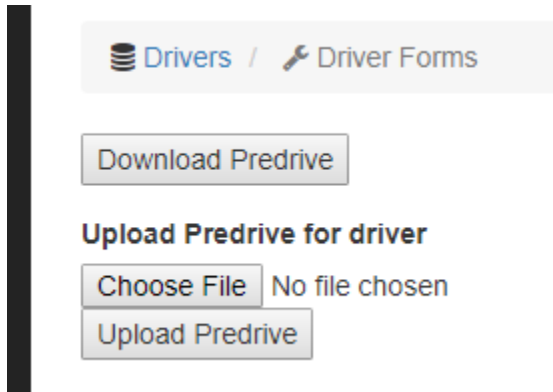 Drivers / Driver Forms
Download Predrive
Upload Predrive for driver
Choose File No file chosen
Upload Predrive